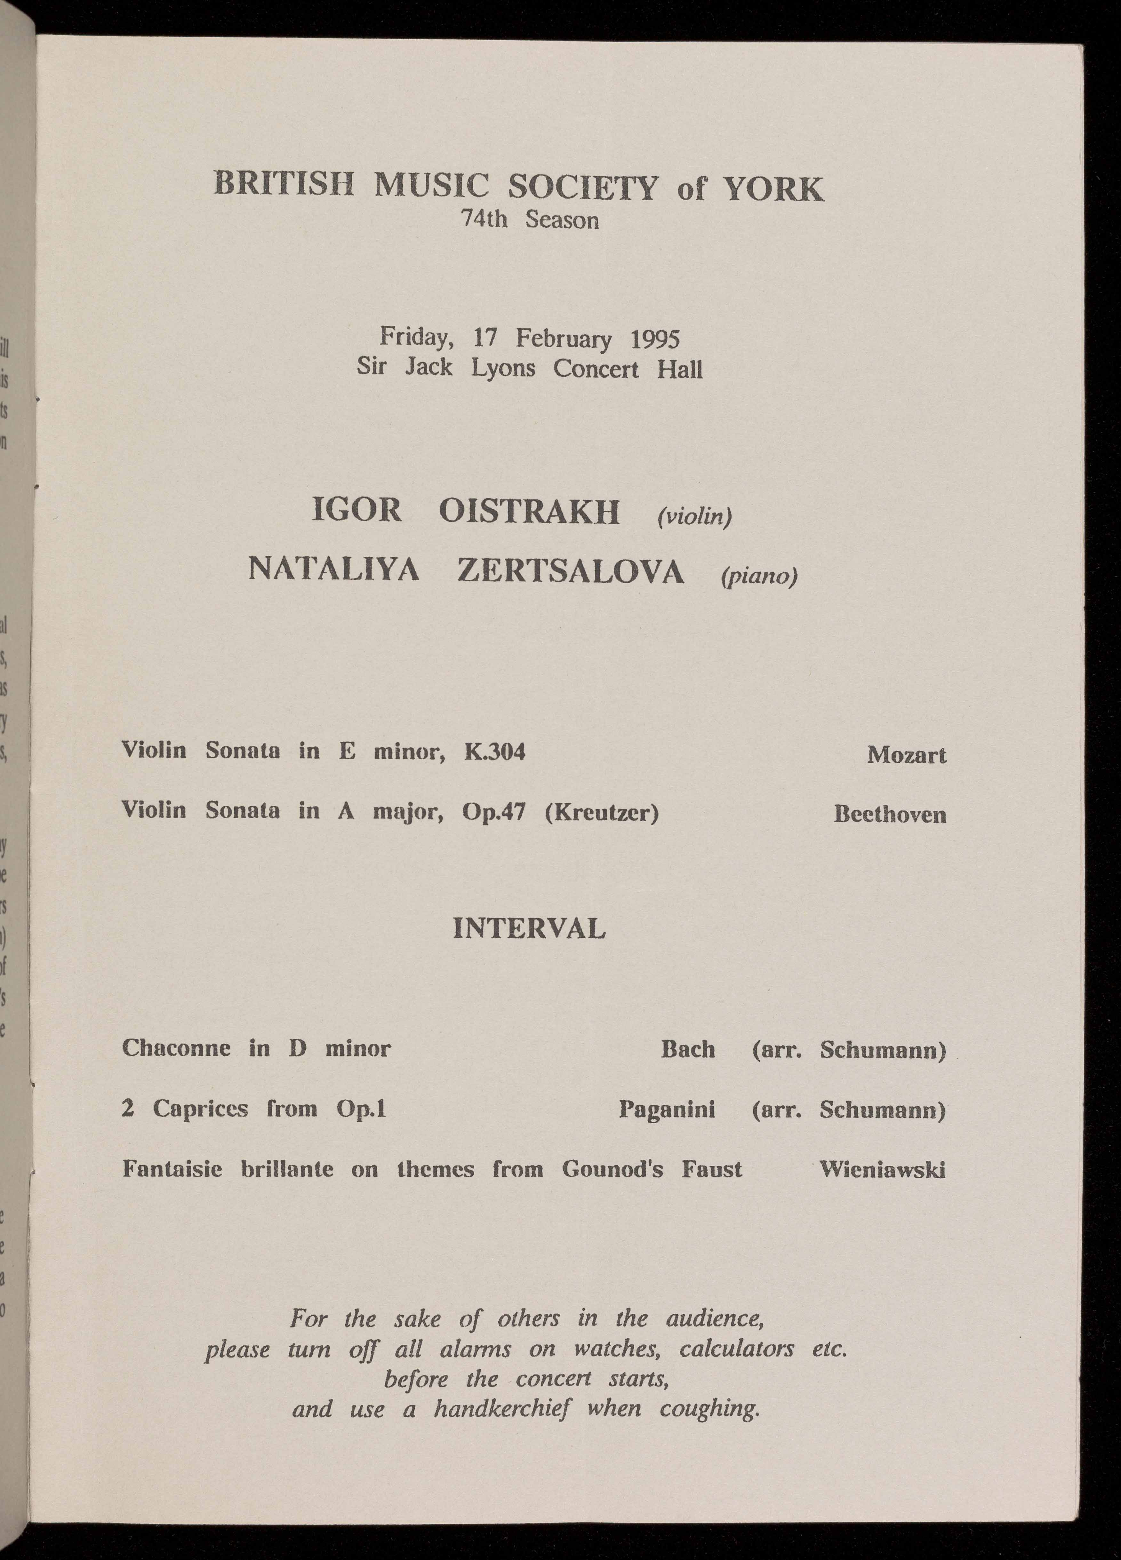 BRITISH MUSIC SOCIETY of YORK
74th Season
Friday, 17 February 1995
Sir Jack Lyons Concert Hall
IGOR OISTRAKH (violin)
NATALIYA ZERTSALOVA (piano)
Violin Sonata in E minor, K.304 Mozart
Violin Sonata in A major, Op.47 (Kreutzer) Beethoven
INTERVAL
Chaconne in D minor Bach (arr. Schumann)
2 Caprices from Op.1 Paganini (arr. Schumann)
Fantaisie brillante on themes from Gounod's Faust Wieniawski
For the sake of others in the audience,
please turn off all alarms on watches, calculators etc.
before the concert starts,
and use a handkerchief when coughing.